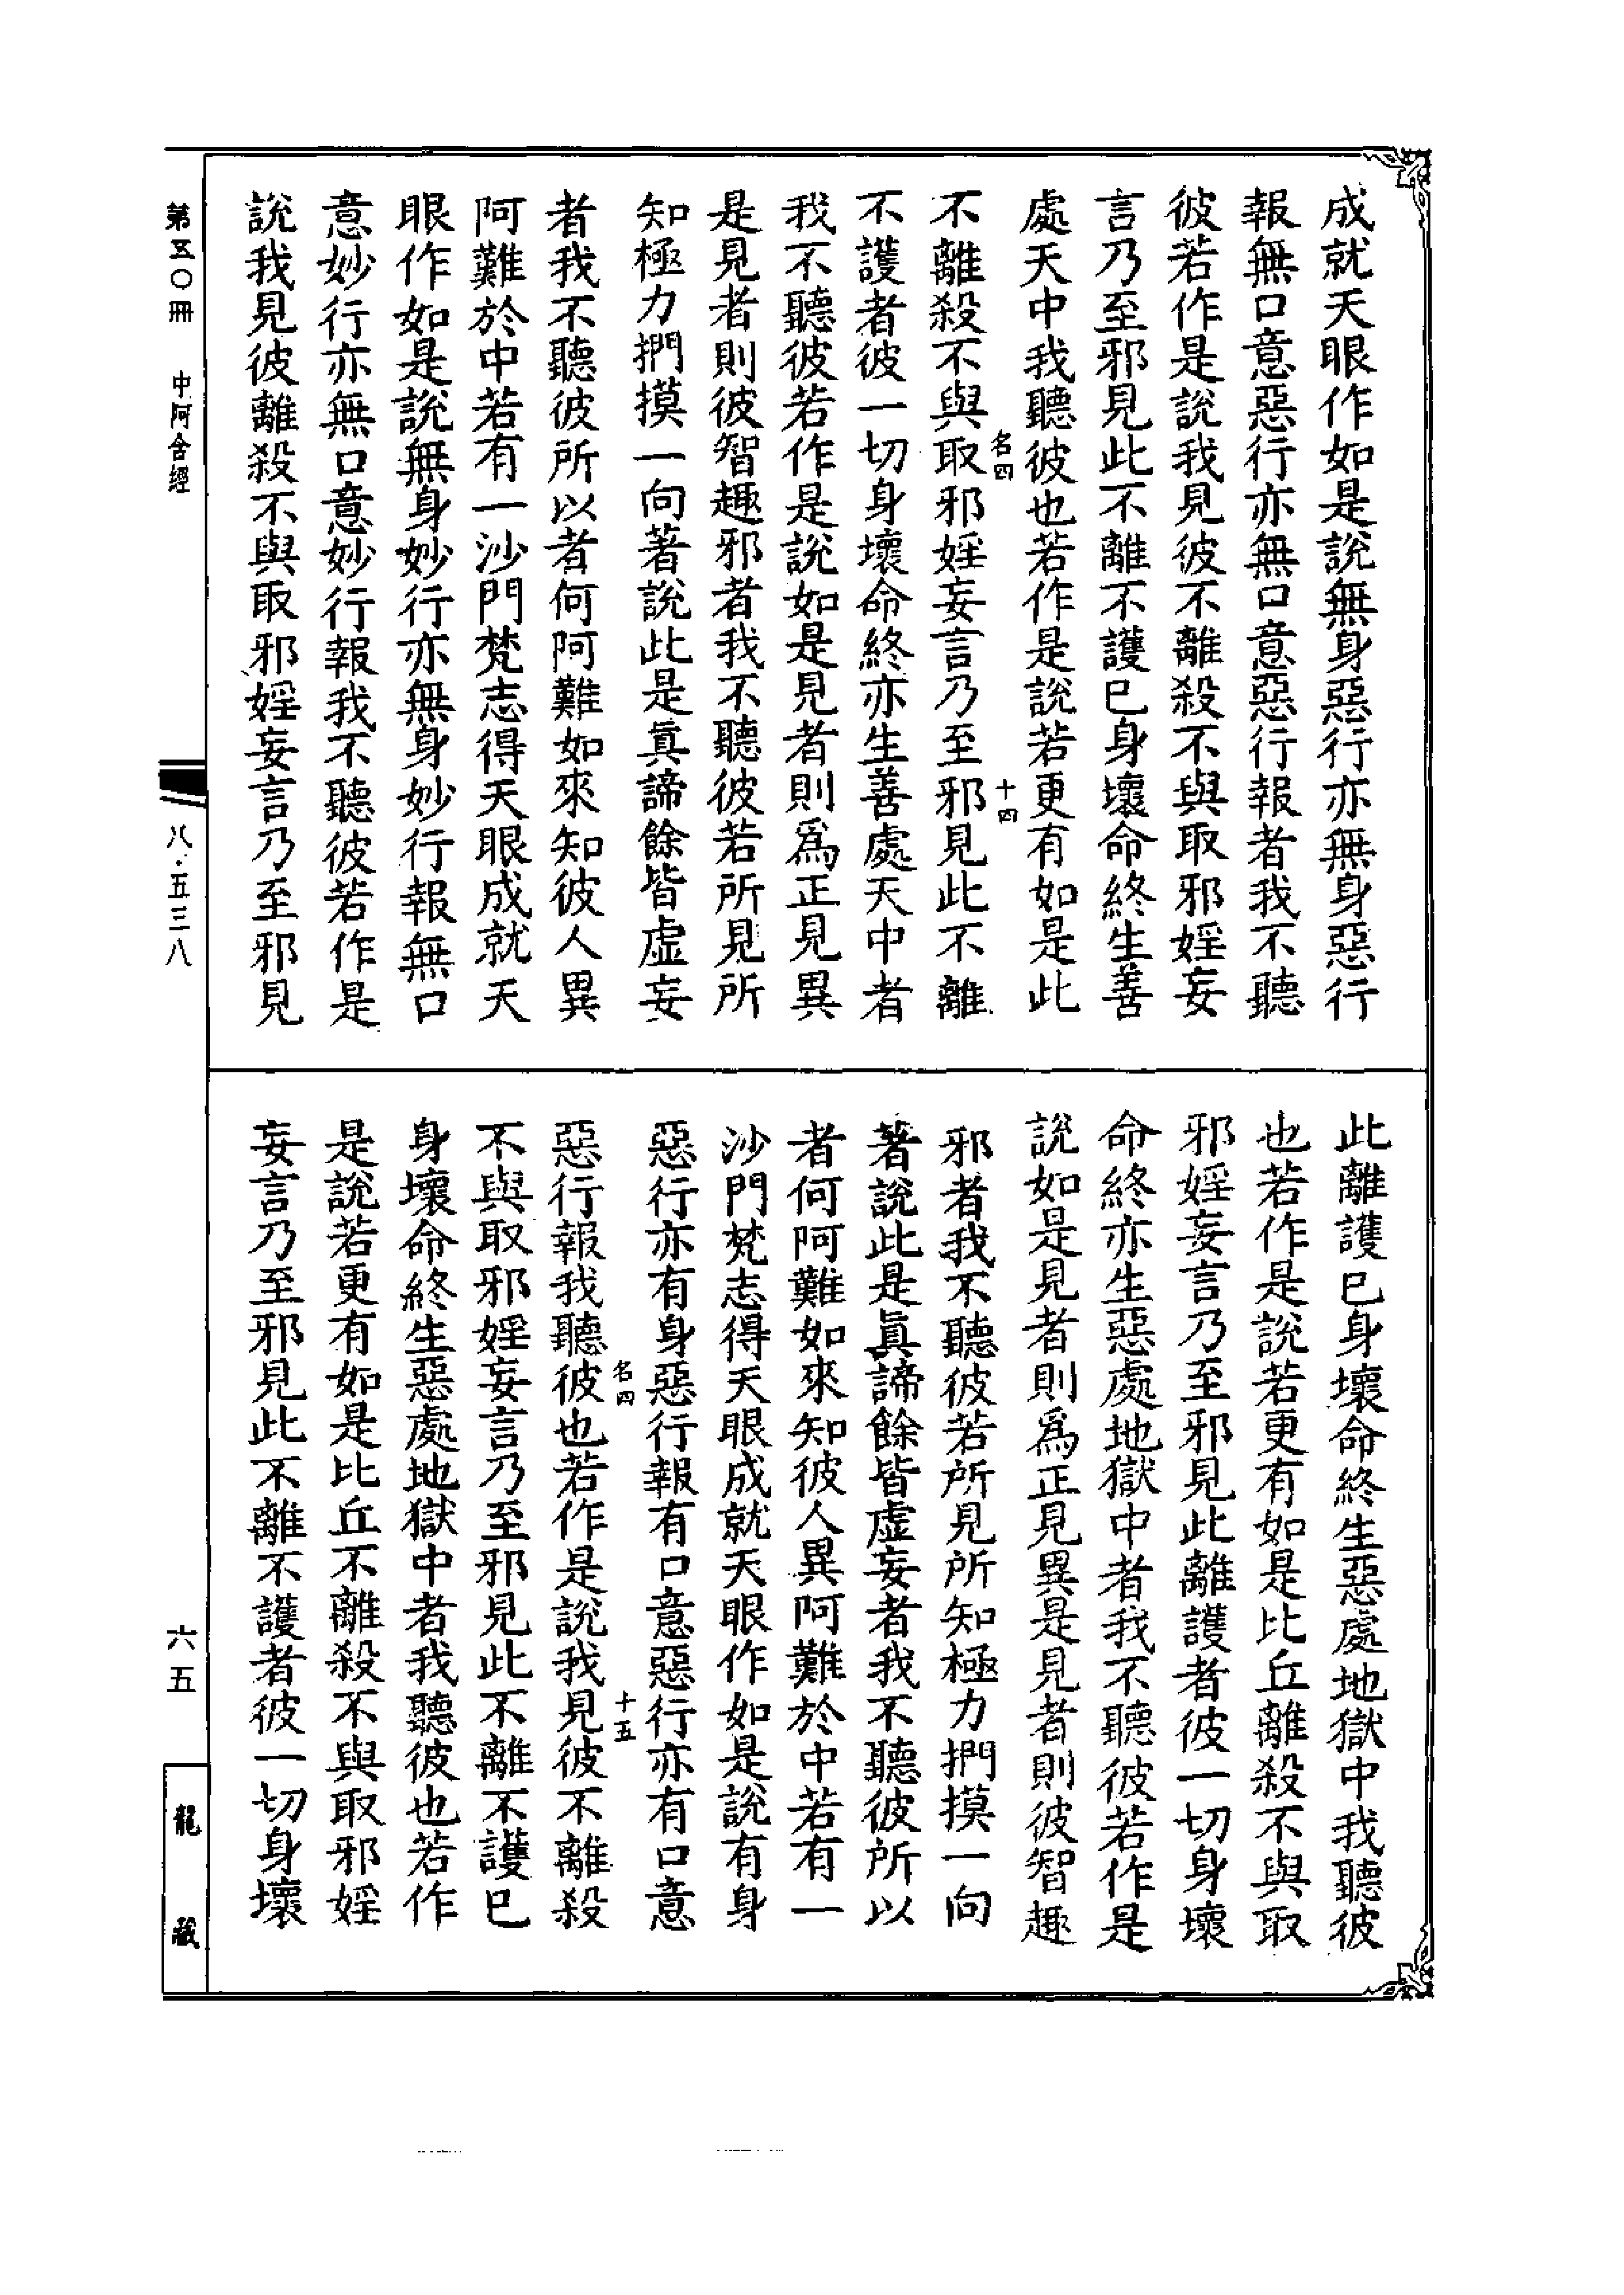 成就天眼作如是說無身惡行亦無身惡行
報無口意惡行亦無口意惡行報者我不聽
彼若作是說我見彼不離殺不與取邪婬妄
言乃至邪見此不離不護巳身壞命終生善
處天中我聽彼也若作是說若更有如是此
名四
十四
不離殺不與取邪婬妄言乃至邪見此不離
不護者彼一切身壞命終亦生善處天中者
我不聽彼若作是說如是見者則爲正見異
是見者則彼智趣邪者我不聽彼若所見所
知極力捫摸一向著說此是眞諦餘皆虛妄
者我不聽彼所以者何阿難如來知彼人異
阿難於中若有一沙門梵志得天眼成就天
眼作如是說無身妙行亦無身妙行報無口
意妙行亦無口意妙行報我不聽彼若作是
說我見彼離殺不與取邪婬妄言乃至邪見
此離護巳身壞命終生惡處地獄中我聽彼
也若作是說若更有如是比丘離殺不與取
邪婬妄言乃至邪見此離護者彼一切身壞
命終亦生惡處地獄中者我不聽彼若作是
說如是見者則爲正見異是見者則彼智趣
邪者我不聽彼若所見所知極力捫摸一向
著說此是眞諦餘皆虛妄者我不聽彼所以
者何阿難如來知彼人異阿難於中若有一
沙門梵志得天眼成就天眼作如是說有身
惡行亦有身惡行報有口意惡行亦有口意
名四
十五
惡行報我聽彼也若作是說我見彼不離殺
不與取邪婬妄言乃至邪見此不離不護巳
身壞命終生惡處地獄中者我聽彼也若作
是說若更有如是比丘不離殺不與取邪婬
妄言乃至邪見此不離不護者彼一切身壞
第五〇冊 中阿含經
八·五三八
六五
龍藏